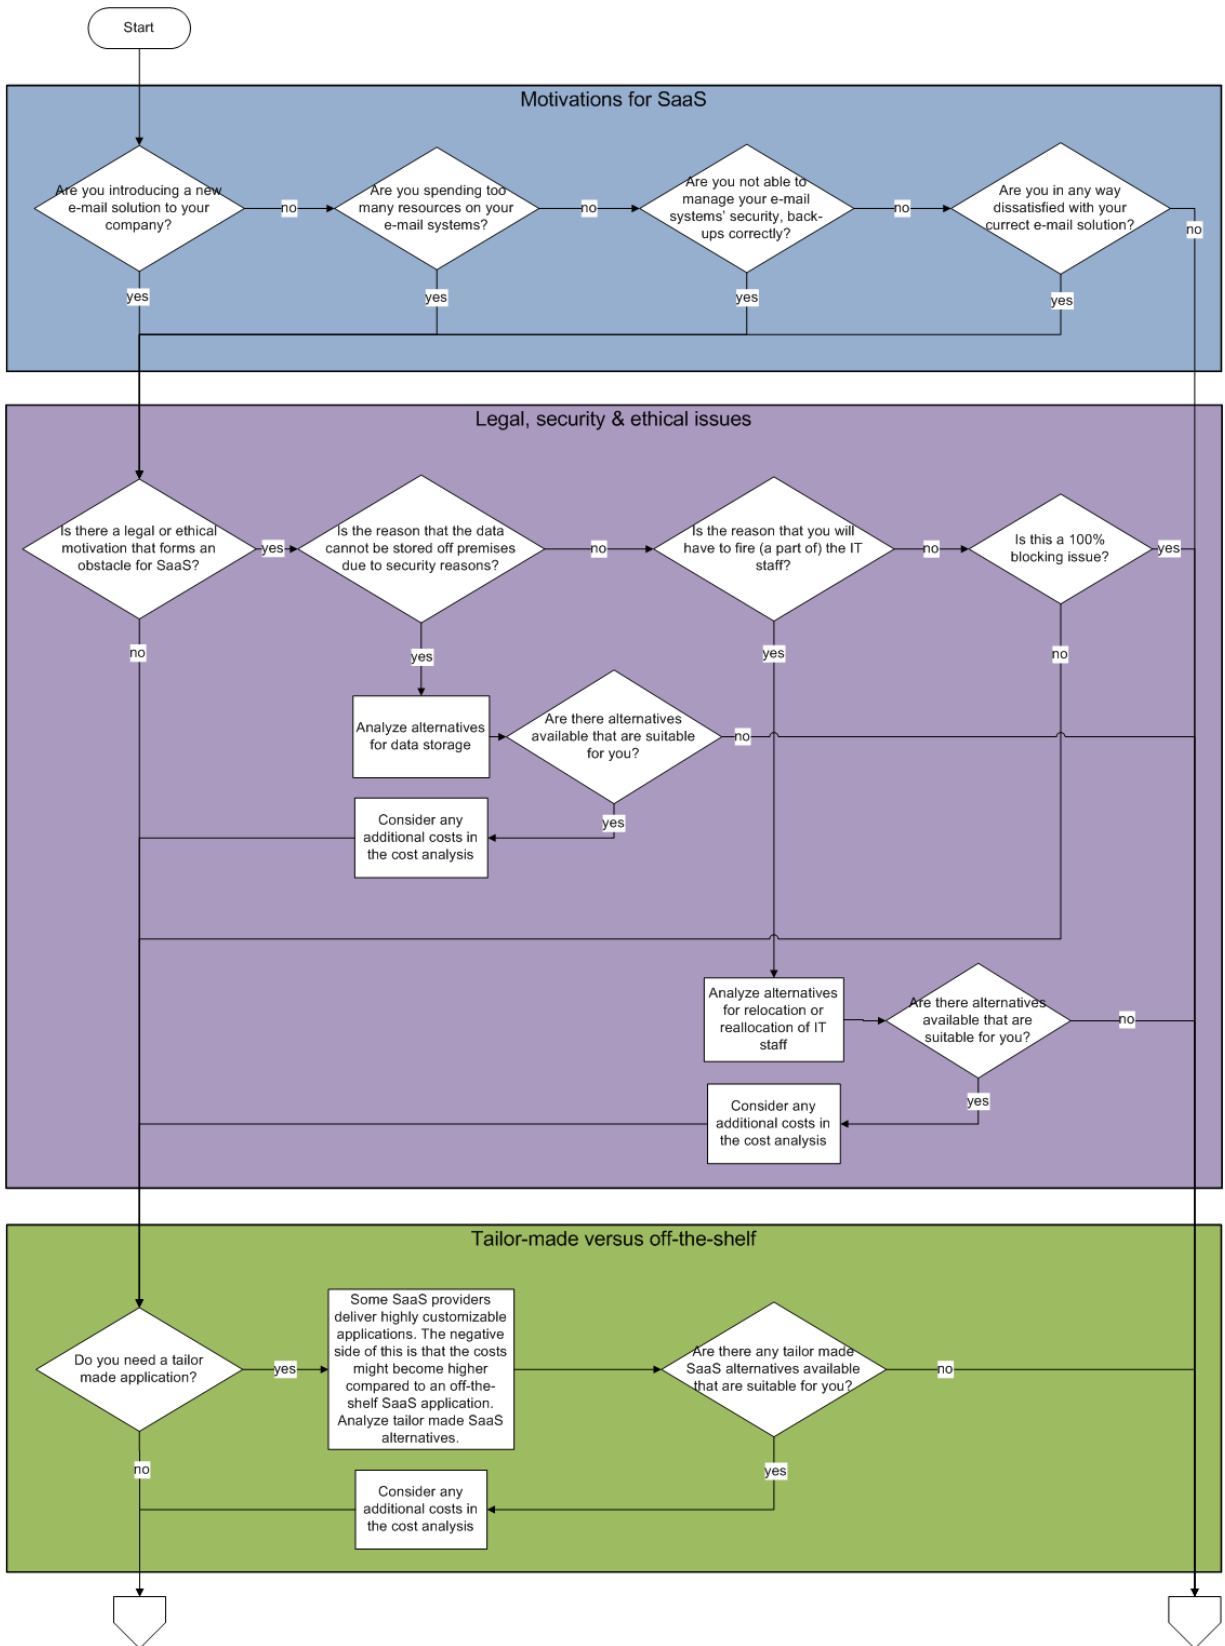 Start
Motivations for SaaS
Are you introducing a new
e-mail solution to your
company?
no
Are you spending too
many resources on your
e-mail systems?
no
Are you not able to
manage your e-mail
systems' security, back-
ups correctly?
no
Are you in any way
dissatisfied with your
currect e-mail solution?
no
yes
yes
yes
yes
Legal, security & ethical issues
Is there a legal or ethical
motivation that forms an
obstacle for SaaS?
yes
Is the reason that the data
cannot be stored off premises
due to security reasons?
no
Is the reason that you will
have to fire (a part of) the IT
staff?
no
Is this a 100%
blocking issue?
yes
no
yes
yes
no
Analyze alternatives
for data storage
Are there alternatives
available that are suitable
for you?
no
yes
Consider any
additional costs in
the cost analysis
Analyze alternatives
for relocation or
reallocation of IT
staff
Are there alternatives
available that are
suitable for you?
no
yes
Consider any
additional costs in
the cost analysis
Tailor-made versus off-the-shelf
Do you need a tailor
made application?
yes
Some SaaS providers
deliver highly customizable
applications. The negative
side of this is that the costs
might become higher
compared to an off-the-
shelf SaaS application.
Analyze tailor made SaaS
alternatives.
Are there any tailor made
SaaS alternatives available
that are suitable for you?
no
no
yes
Consider any
additional costs in
the cost analysis